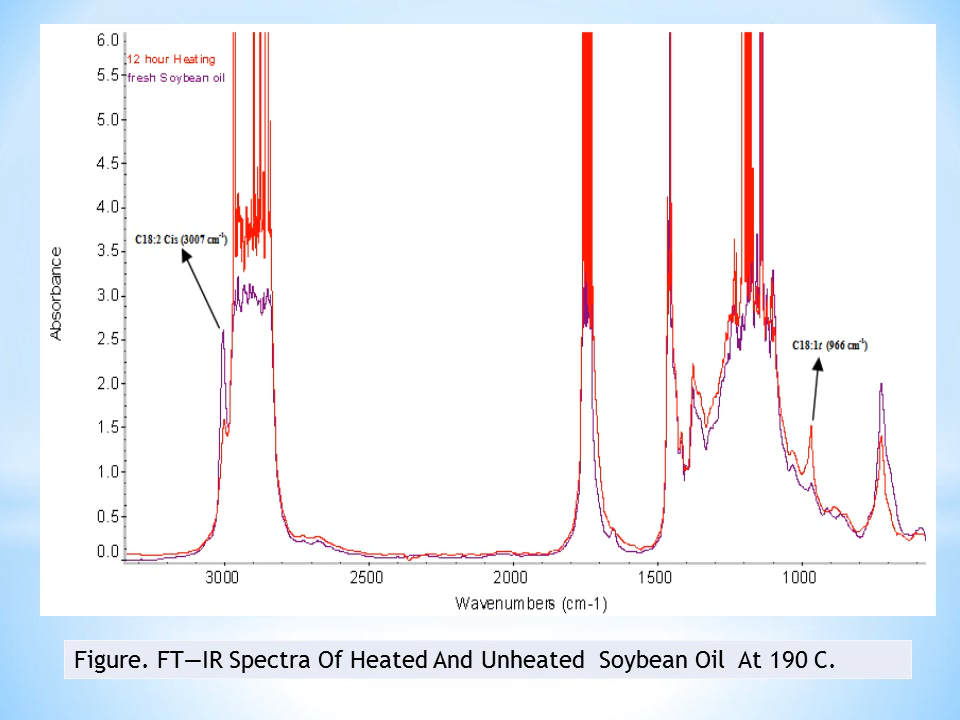 6.0
12 hour Heating
5.5
fresh Soybean oil
5.0
4.5
4.0
C18:2 Cis (3007 cm-1)
3.5
3.0
2.5
C18:1t (966 cm-1)
2.0
1.5
1.0
0.5
0.0
Absorbance
3000 2500 2000 1500 1000
Wavenumbers (cm-1)
Figure. FT—IR Spectra Of Heated And Unheated Soybean Oil At 190 C.